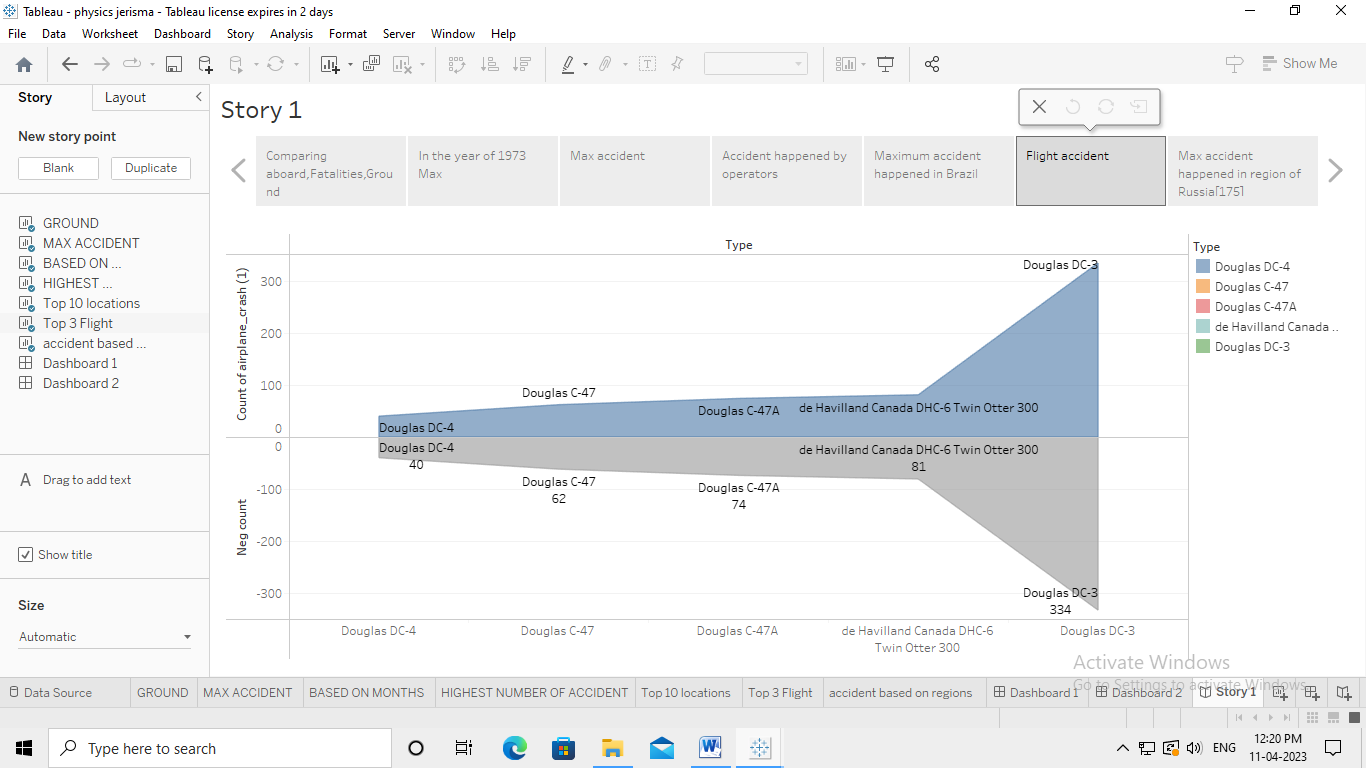 Tableau - physics jerisma - Tableau license expires in 2 days
File Data Worksheet Dashboard Story Analysis Format Server Window Help
Show Me
Story Layout
New story point
Blank Duplicate
GROUND
MAX ACCIDENT
BASED ON ...
HIGHEST ...
Top 10 locations
Top 3 Flight
accident based ...
Dashboard 1
Dashboard 2
A Drag to add text
Show title
Size
Automatic
Story 1
Comparing
aboard,Fatalities,Grou
nd
In the year of 1973
Max
Max accident
Accident happened by
operators
Maximum accident
happened in Brazil
Flight accident
Max accident
happened in region of
Russia[175]
Type
Count of airplane_crash (1)
300
200
100
0
Douglas DC-4
Douglas C-47
Douglas C-47A
de Havilland Canada DHC-6 Twin Otter 300
Douglas DC-3
Neg count
0
-100
-200
-300
Douglas DC-4
40
Douglas C-47
62
Douglas C-47A
74
de Havilland Canada DHC-6 Twin Otter 300
81
Douglas DC-3
334
Douglas DC-4
Douglas C-47
Douglas C-47A
de Havilland Canada DHC-6
Twin Otter 300
Douglas DC-3
Type
Douglas DC-4
Douglas C-47
Douglas C-47A
de Havilland Canada ..
Douglas DC-3
Activate Windows
Go to Settings to activate Windows.
Data Source GROUND MAX ACCIDENT BASED ON MONTHS HIGHEST NUMBER OF ACCIDENT Top 10 locations Top 3 Flight accident based on regions Dashboard 1 Dashboard 2 Story 1
Type here to search
W
ENG
12:20 PM
11-04-2023